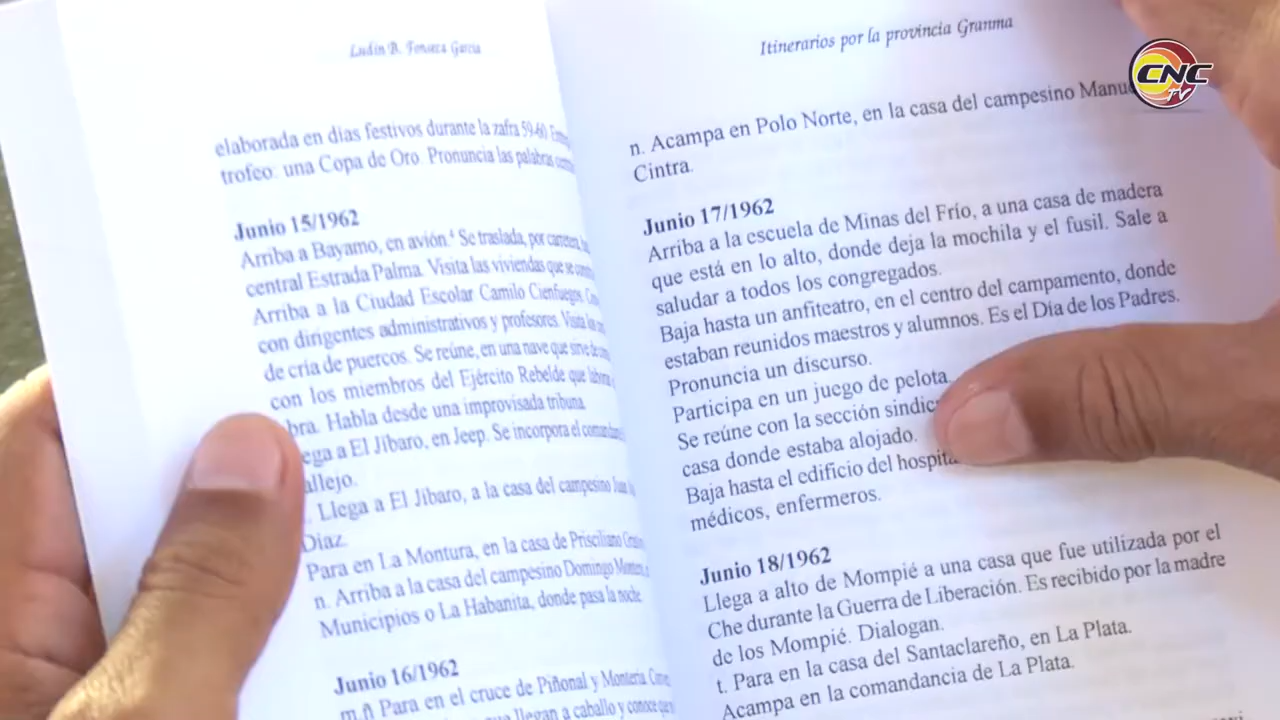 Ludín B. Fonseca García
elaborada en días festivos durante la zafra 59-60.
trofeo: una Copa de Oro. Pronuncia las palabras
Junio 15/1962
Arriba a Bayamo, en avión.⁴ Se traslada, por carretera,
central Estrada Palma. Visita las viviendas que se
Arriba a la Ciudad Escolar Camilo Cienfuegos.
con dirigentes administrativos y profesores. Visita
de cría de puercos. Se reúne, en una nave que sirve de
con los miembros del Ejército Rebelde que
bra. Habla desde una improvisada tribuna.
ega a El Jíbaro, en Jeep. Se incorpora el
allejo.
. Llega a El Jíbaro, a la casa del campesino
Díaz.
Para en La Montura, en la casa de Prisciliano
n. Arriba a la casa del campesino Domingo
Municipios o La Habanita, donde pasa la noche.
Junio 16/1962
m.ñ Para en el cruce de Piñonal y Montería.
que llegan a caballo y conoce que
Itinerarios por la provincia Granma
n. Acampa en Polo Norte, en la casa del campesino
Cintra.
Junio 17/1962
Arriba a la escuela de Minas del Frío, a una casa de madera
que está en lo alto, donde deja la mochila y el fusil. Sale a
saludar a todos los congregados.
Baja hasta un anfiteatro, en el centro del campamento, donde
estaban reunidos maestros y alumnos. Es el Día de los Padres.
Pronuncia un discurso.
Participa en un juego de pelota.
Se reúne con la sección sindic
casa donde estaba alojado.
Baja hasta el edificio del hospita
médicos, enfermeros.
Junio 18/1962
Llega a alto de Mompié a una casa que fue utilizada por el
Che durante la Guerra de Liberación. Es recibido por la madre
de los Mompié. Dialogan.
t. Para en la casa del Santaclareño, en La Plata.
Acampa en la comandancia de La Plata.
CNC
TV